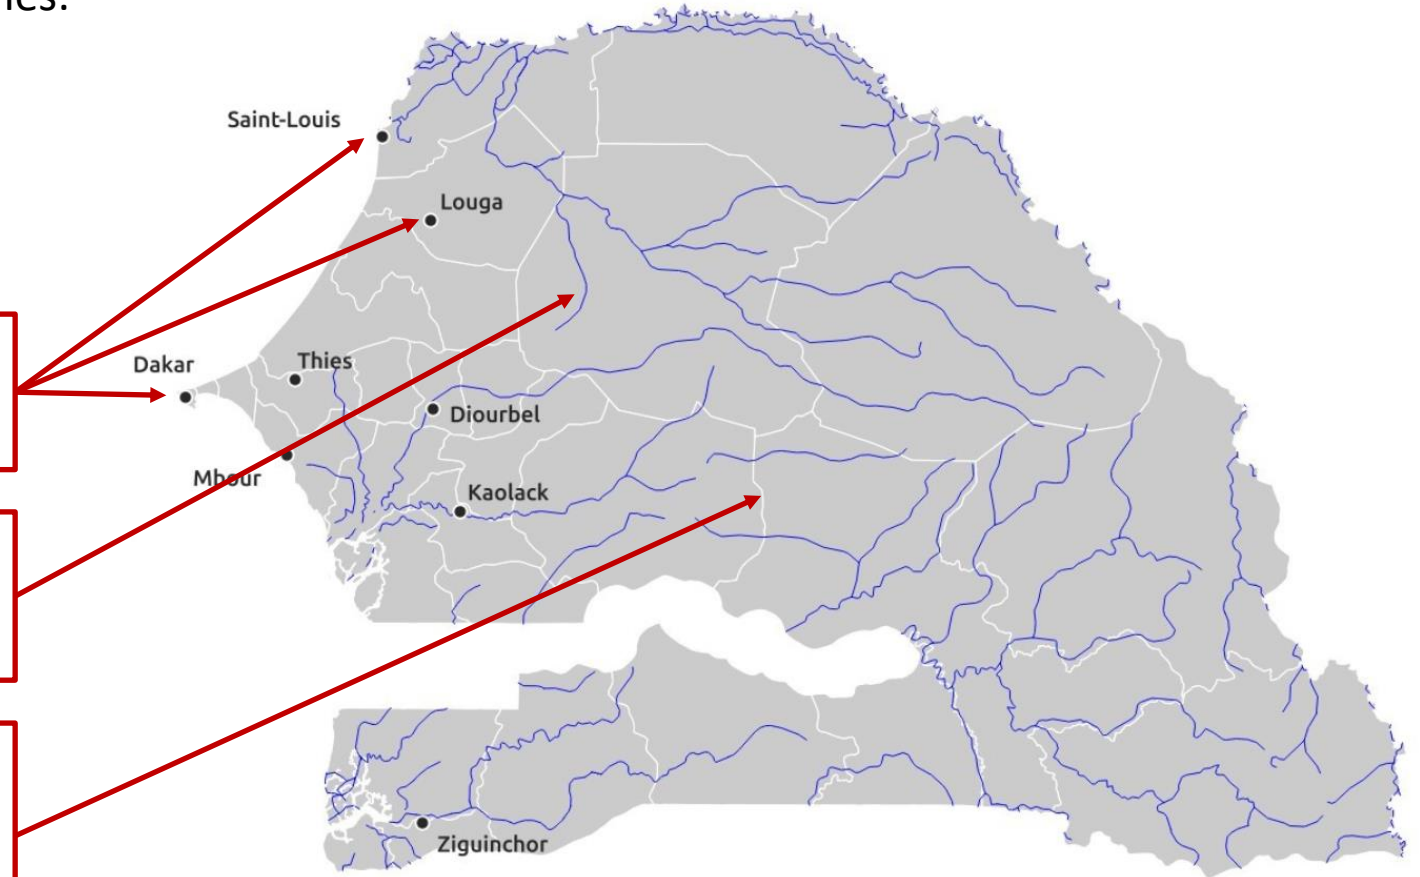 Saint-Louis
Louga
Dakar
Thies
Diourbel
Mbour
Kaolack
Ziguinchor